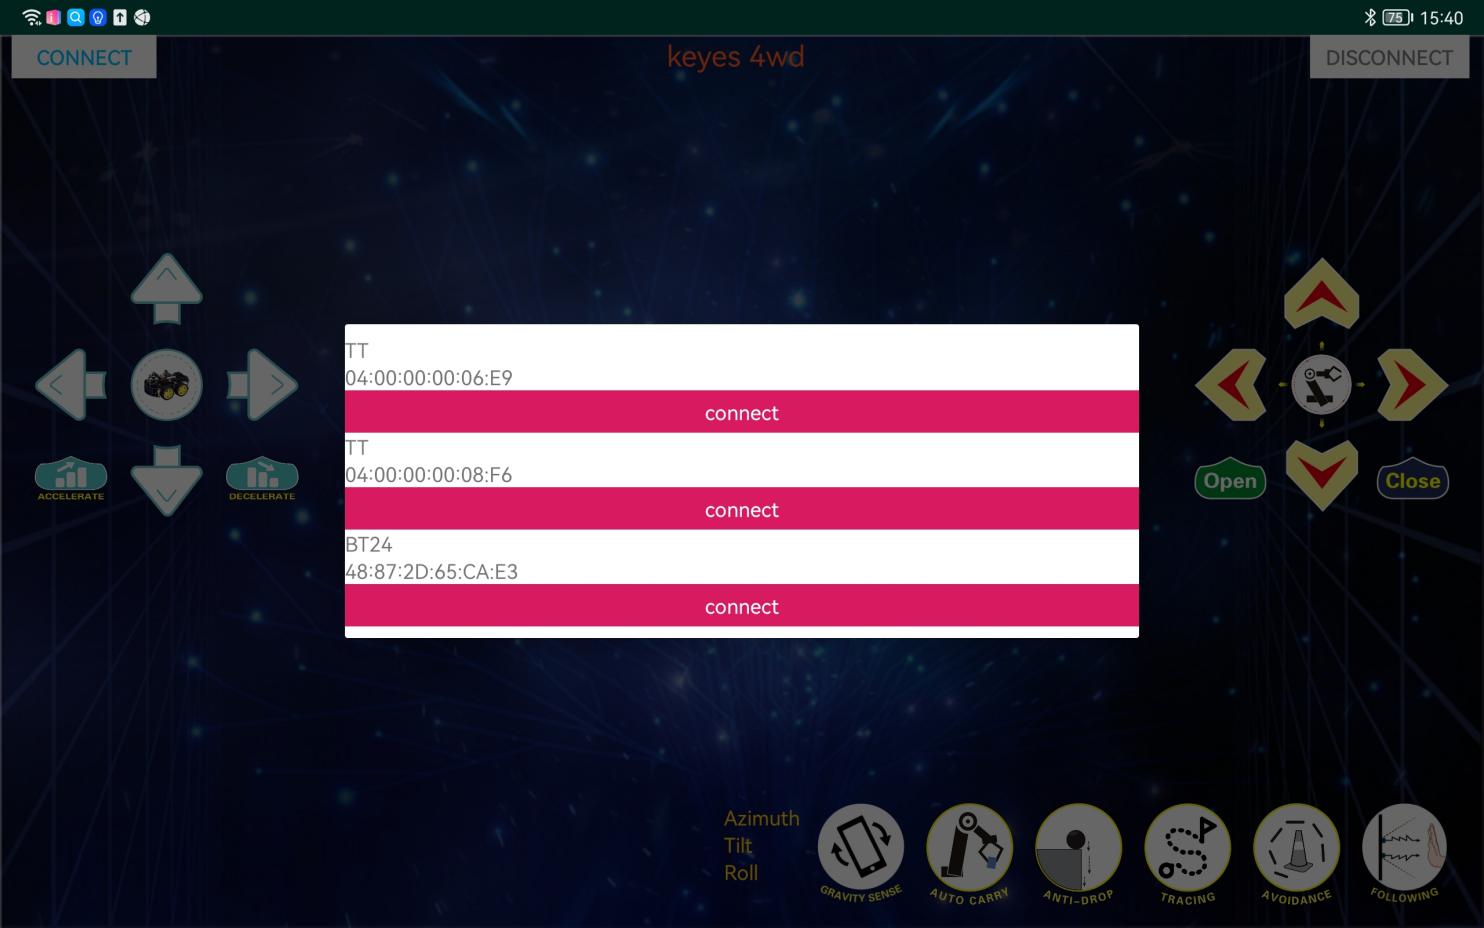 75 15:40
CONNECT
keyes 4wd
DISCONNECT
TT
04:00:00:00:06:E9
connect
TT
04:00:00:00:08:F6
connect
BT24
48:87:2D:65:CA:E3
connect
ACCELERATE
DECELERATE
Open
Close
Azimuth
Tilt
Roll
GRAVITY SENSE
AUTO CARRY
ANTI-DROP
TRACING
AVOIDANCE
FOLLOWING